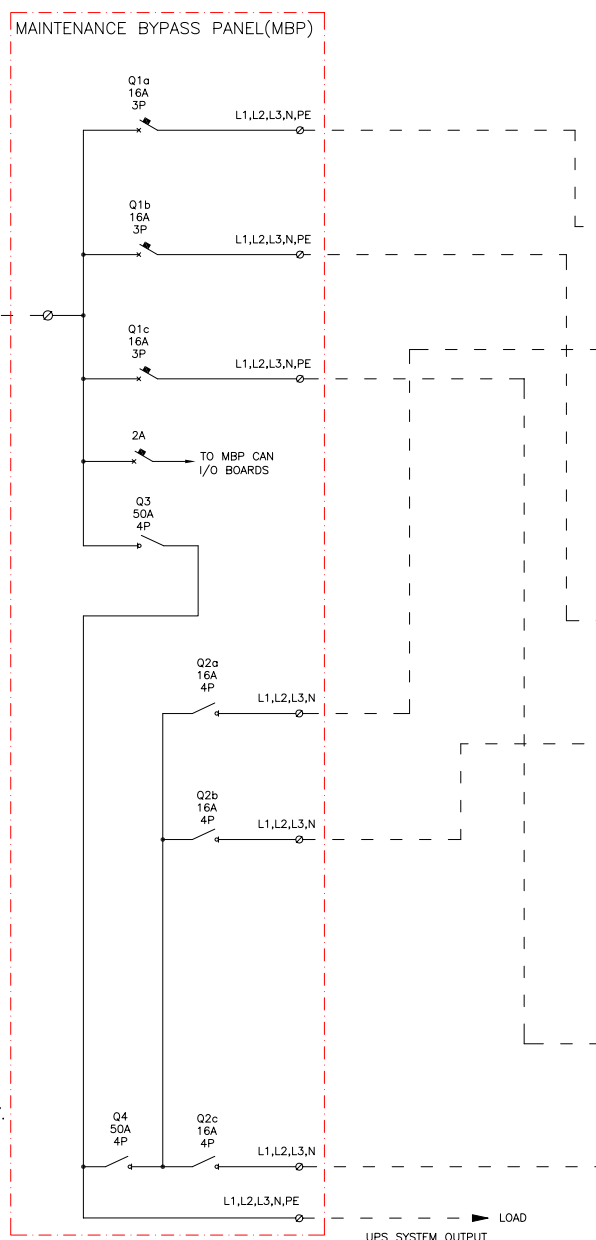 MAINTENANCE BYPASS PANEL(MBP)
Q1a
16A
3P
L1,L2,L3,N,PE
Q1b
16A
3P
L1,L2,L3,N,PE
Q1c
16A
3P
L1,L2,L3,N,PE
2A
TO MBP CAN
I/O BOARDS
Q3
50A
4P
Q2a
16A
4P
L1,L2,L3,N
Q2b
16A
4P
L1,L2,L3,N
Q4
50A
4P
Q2c
16A
4P
L1,L2,L3,N
L1,L2,L3,N,PE
LOAD
UPS SYSTEM OUTPUT